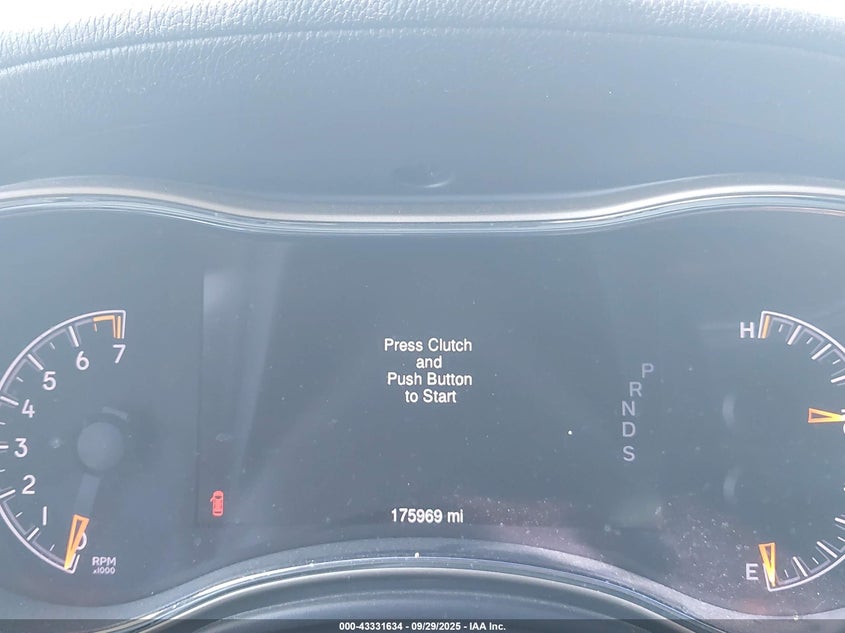 Press Clutch
and
Push Button
to Start
175969 mi
P
R
N
D
S
7
6
5
4
3
2
1
0
RPM
x1000
H
E
000-43331634 - 09/29/2025 - IAA Inc.